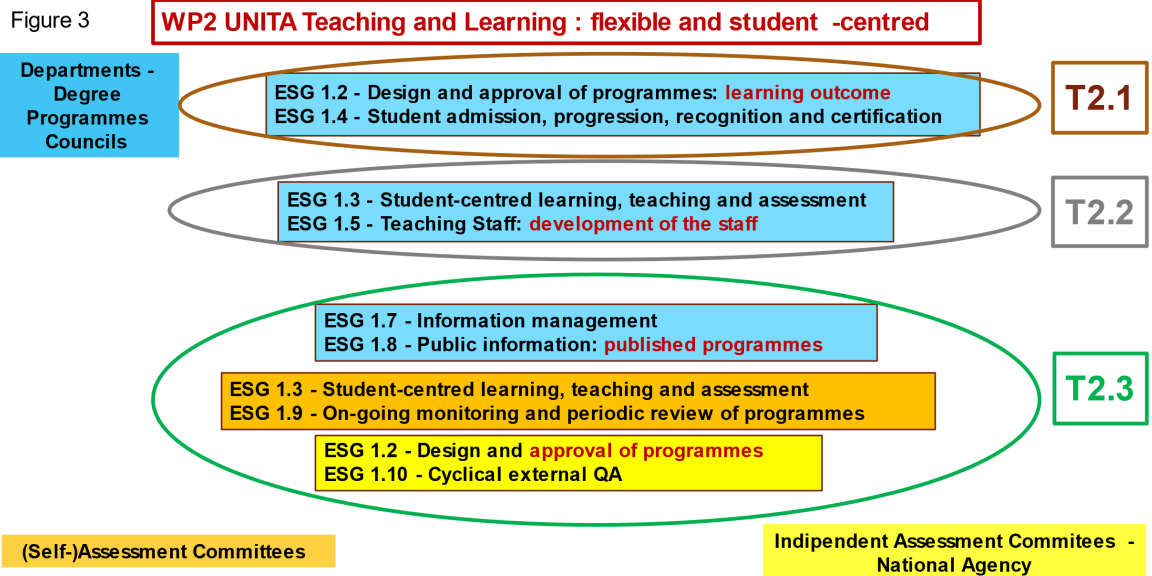 Figure 3
WP2 UNITA Teaching and Learning : flexible and student -centred
Departments -
Degree
Programmes
Councils
ESG 1.2 - Design and approval of programmes: learning outcome
ESG 1.4 - Student admission, progression, recognition and certification
T2.1
ESG 1.3 - Student-centred learning, teaching and assessment
ESG 1.5 - Teaching Staff: development of the staff
T2.2
ESG 1.7 - Information management
ESG 1.8 - Public information: published programmes
ESG 1.3 - Student-centred learning, teaching and assessment
ESG 1.9 - On-going monitoring and periodic review of programmes
T2.3
ESG 1.2 - Design and approval of programmes
ESG 1.10 - Cyclical external QA
(Self-)Assessment Committees
Indipendent Assessment Commitees -
National Agency